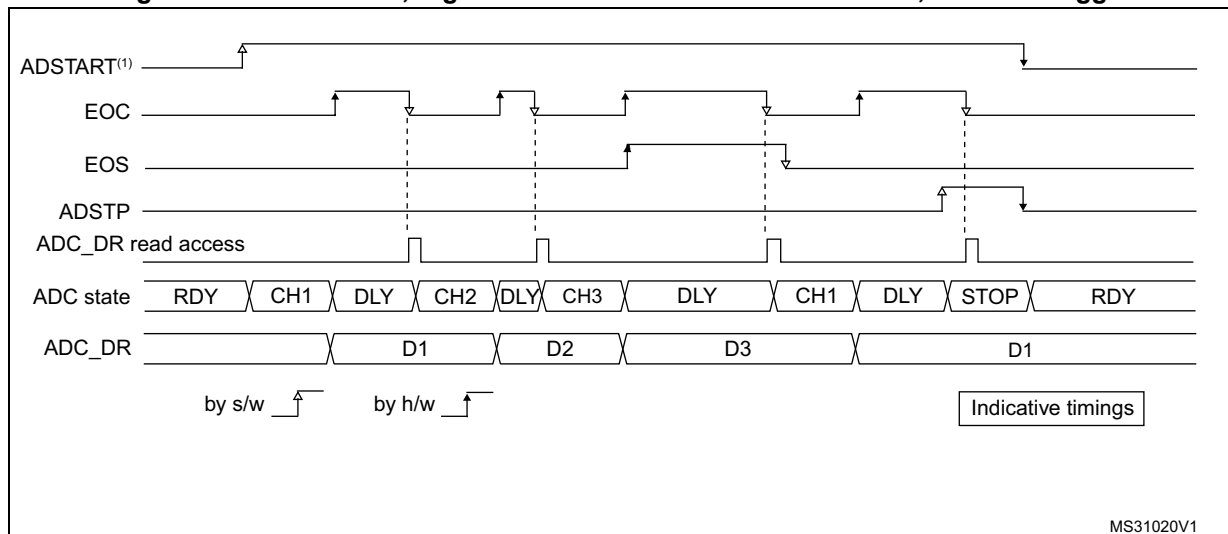 ADSTART(1)
EOC
EOS
ADSTP
ADC_DR read access
ADC state RDY CH1 DLY CH2 DLY CH3 DLY CH1 DLY STOP RDY
ADC_DR D1 D2 D3 D1
by s/w by h/w Indicative timings
MS31020V1